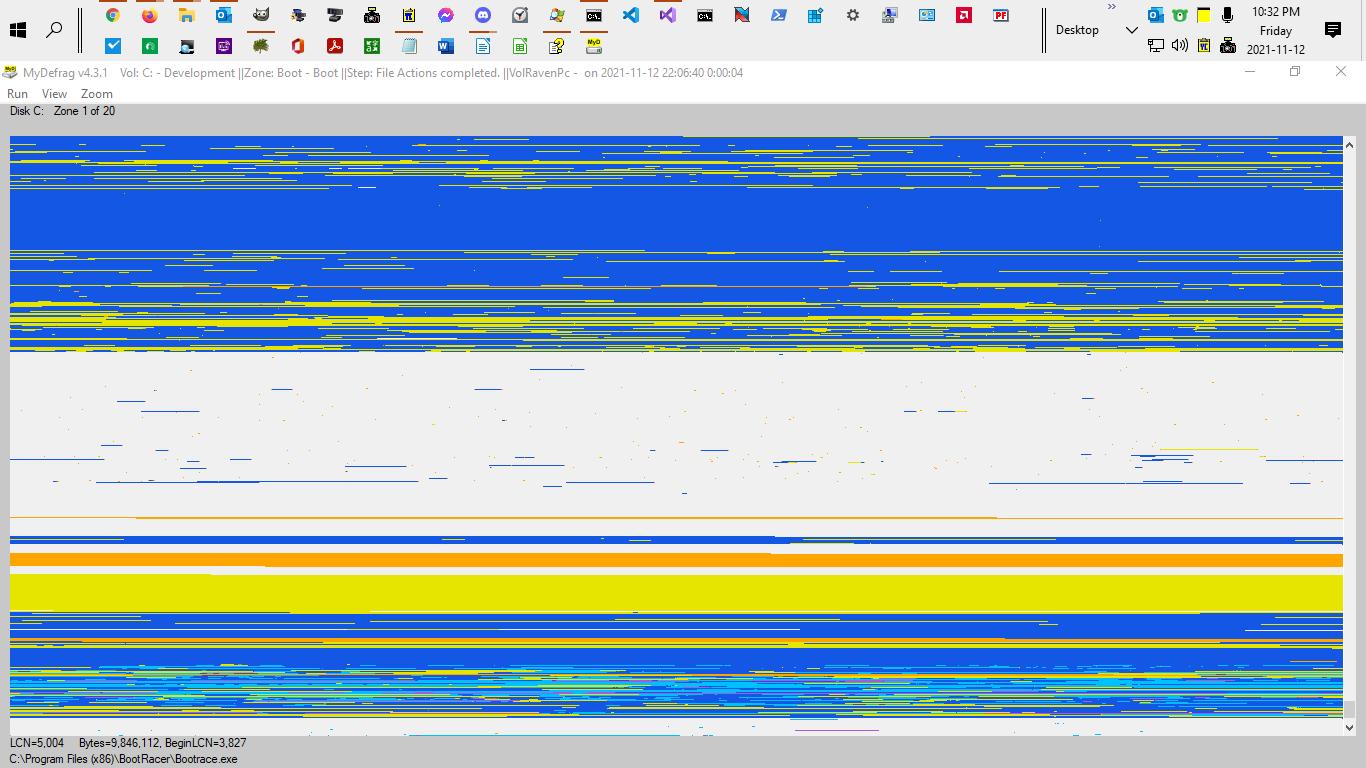 10:32 PM
Friday
2021-11-12
Desktop
MyDefrag v4.3.1 Vol: C: - Development ||Zone: Boot - Boot ||Step: File Actions completed. ||VolRavenPc - on 2021-11-12 22:06:40 0:00:04
Run View Zoom
Disk C: Zone 1 of 20
LCN=5,004 Bytes=9,846,112, BeginLCN=3,827
C:\Program Files (x86)\BootRacer\Bootrace.exe